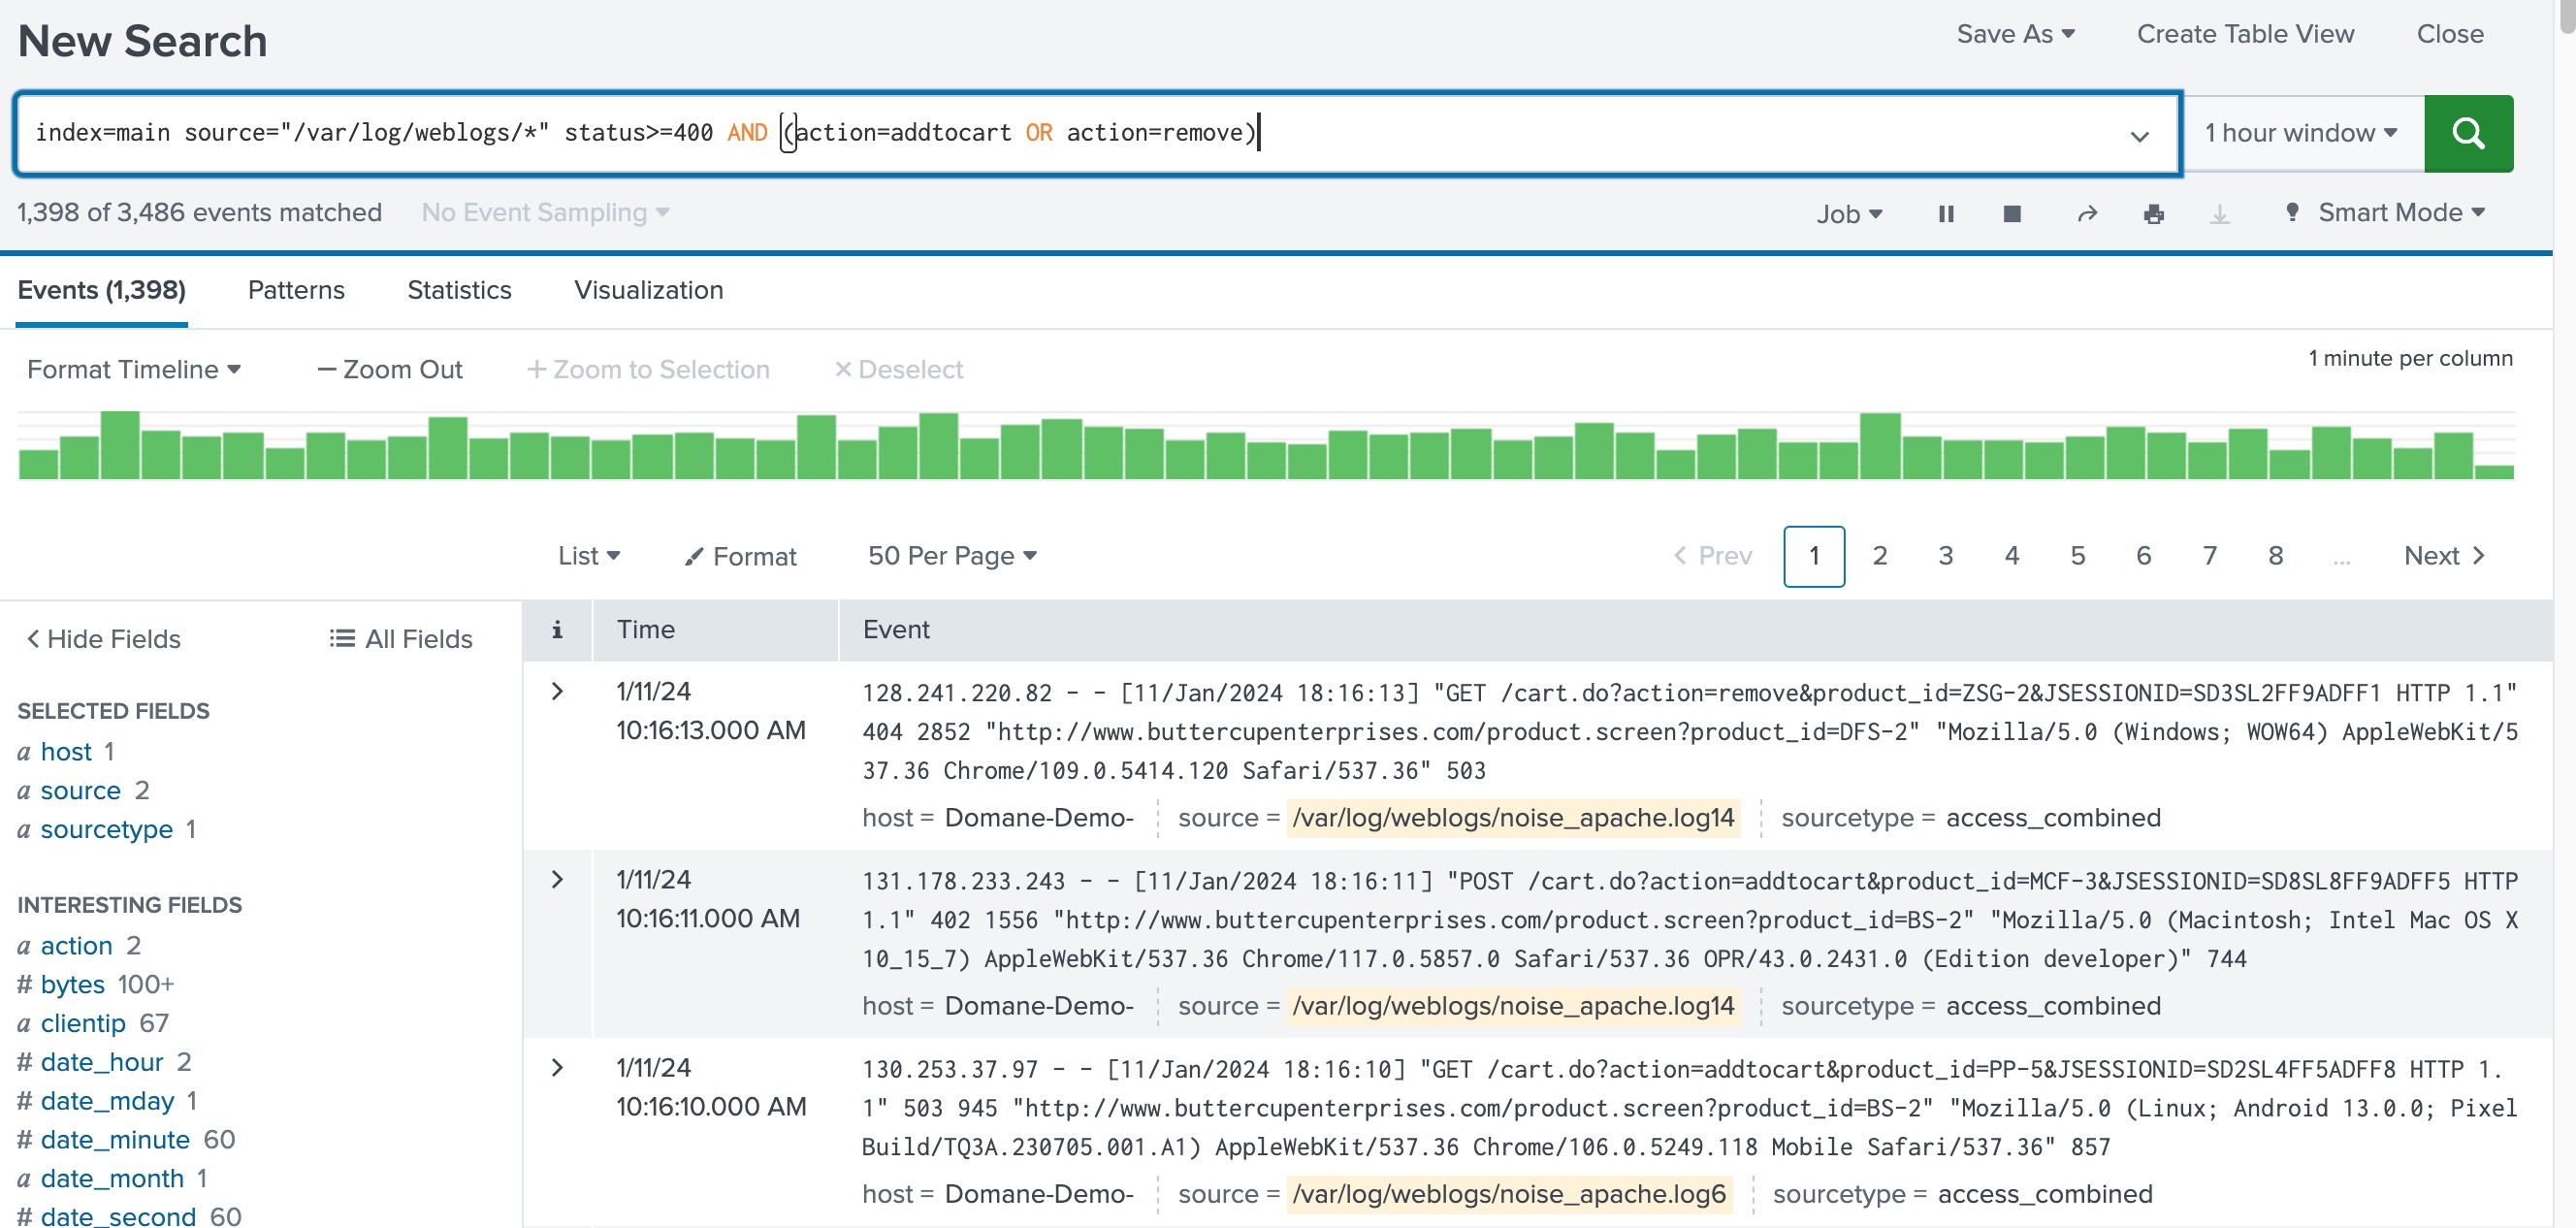 New Search
Save As
Create Table View
Close
index=main source="/var/log/weblogs/*" status>=400 AND (action=addtocart OR action=remove)
1 hour window
1,398 of 3,486 events matched
No Event Sampling
Job
Smart Mode
Events (1,398)
Patterns
Statistics
Visualization
Format Timeline
— Zoom Out
+ Zoom to Selection
× Deselect
1 minute per column
List
Format
50 Per Page
< Prev
1
2
3
4
5
6
7
8
...
Next >
< Hide Fields
All Fields
SELECTED FIELDS
a host 1
a source 2
a sourcetype 1
INTERESTING FIELDS
a action 2
# bytes 100+
a clientip 67
# date_hour 2
# date_mday 1
# date_minute 60
a date_month 1
# date_second 60
i
Time
Event
>
1/11/24
10:16:13.000 AM
128.241.220.82 - - [11/Jan/2024 18:16:13] "GET /cart.do?action=remove&product_id=ZSG-2&JSESSIONID=SD3SL2FF9ADFF1 HTTP 1.1"
404 2852 "http://www.buttercupenterprises.com/product.screen?product_id=DFS-2" "Mozilla/5.0 (Windows; WOW64) AppleWebKit/5
37.36 Chrome/109.0.5414.120 Safari/537.36" 503
host = Domane-Demo- source = /var/log/weblogs/noise_apache.log14 sourcetype = access_combined
>
1/11/24
10:16:11.000 AM
131.178.233.243 - - [11/Jan/2024 18:16:11] "POST /cart.do?action=addtocart&product_id=MCF-3&JSESSIONID=SD8SL8FF9ADFF5 HTTP
1.1" 402 1556 "http://www.buttercupenterprises.com/product.screen?product_id=BS-2" "Mozilla/5.0 (Macintosh; Intel Mac OS X
10_15_7) AppleWebKit/537.36 Chrome/117.0.5857.0 Safari/537.36 OPR/43.0.2431.0 (Edition developer)" 744
host = Domane-Demo- source = /var/log/weblogs/noise_apache.log14 sourcetype = access_combined
>
1/11/24
10:16:10.000 AM
130.253.37.97 - - [11/Jan/2024 18:16:10] "GET /cart.do?action=addtocart&product_id=PP-5&JSESSIONID=SD2SL4FF5ADFF8 HTTP 1.
1" 503 945 "http://www.buttercupenterprises.com/product.screen?product_id=BS-2" "Mozilla/5.0 (Linux; Android 13.0.0; Pixel
Build/TQ3A.230705.001.A1) AppleWebKit/537.36 Chrome/106.0.5249.118 Mobile Safari/537.36" 857
host = Domane-Demo- source = /var/log/weblogs/noise_apache.log6 sourcetype = access_combined